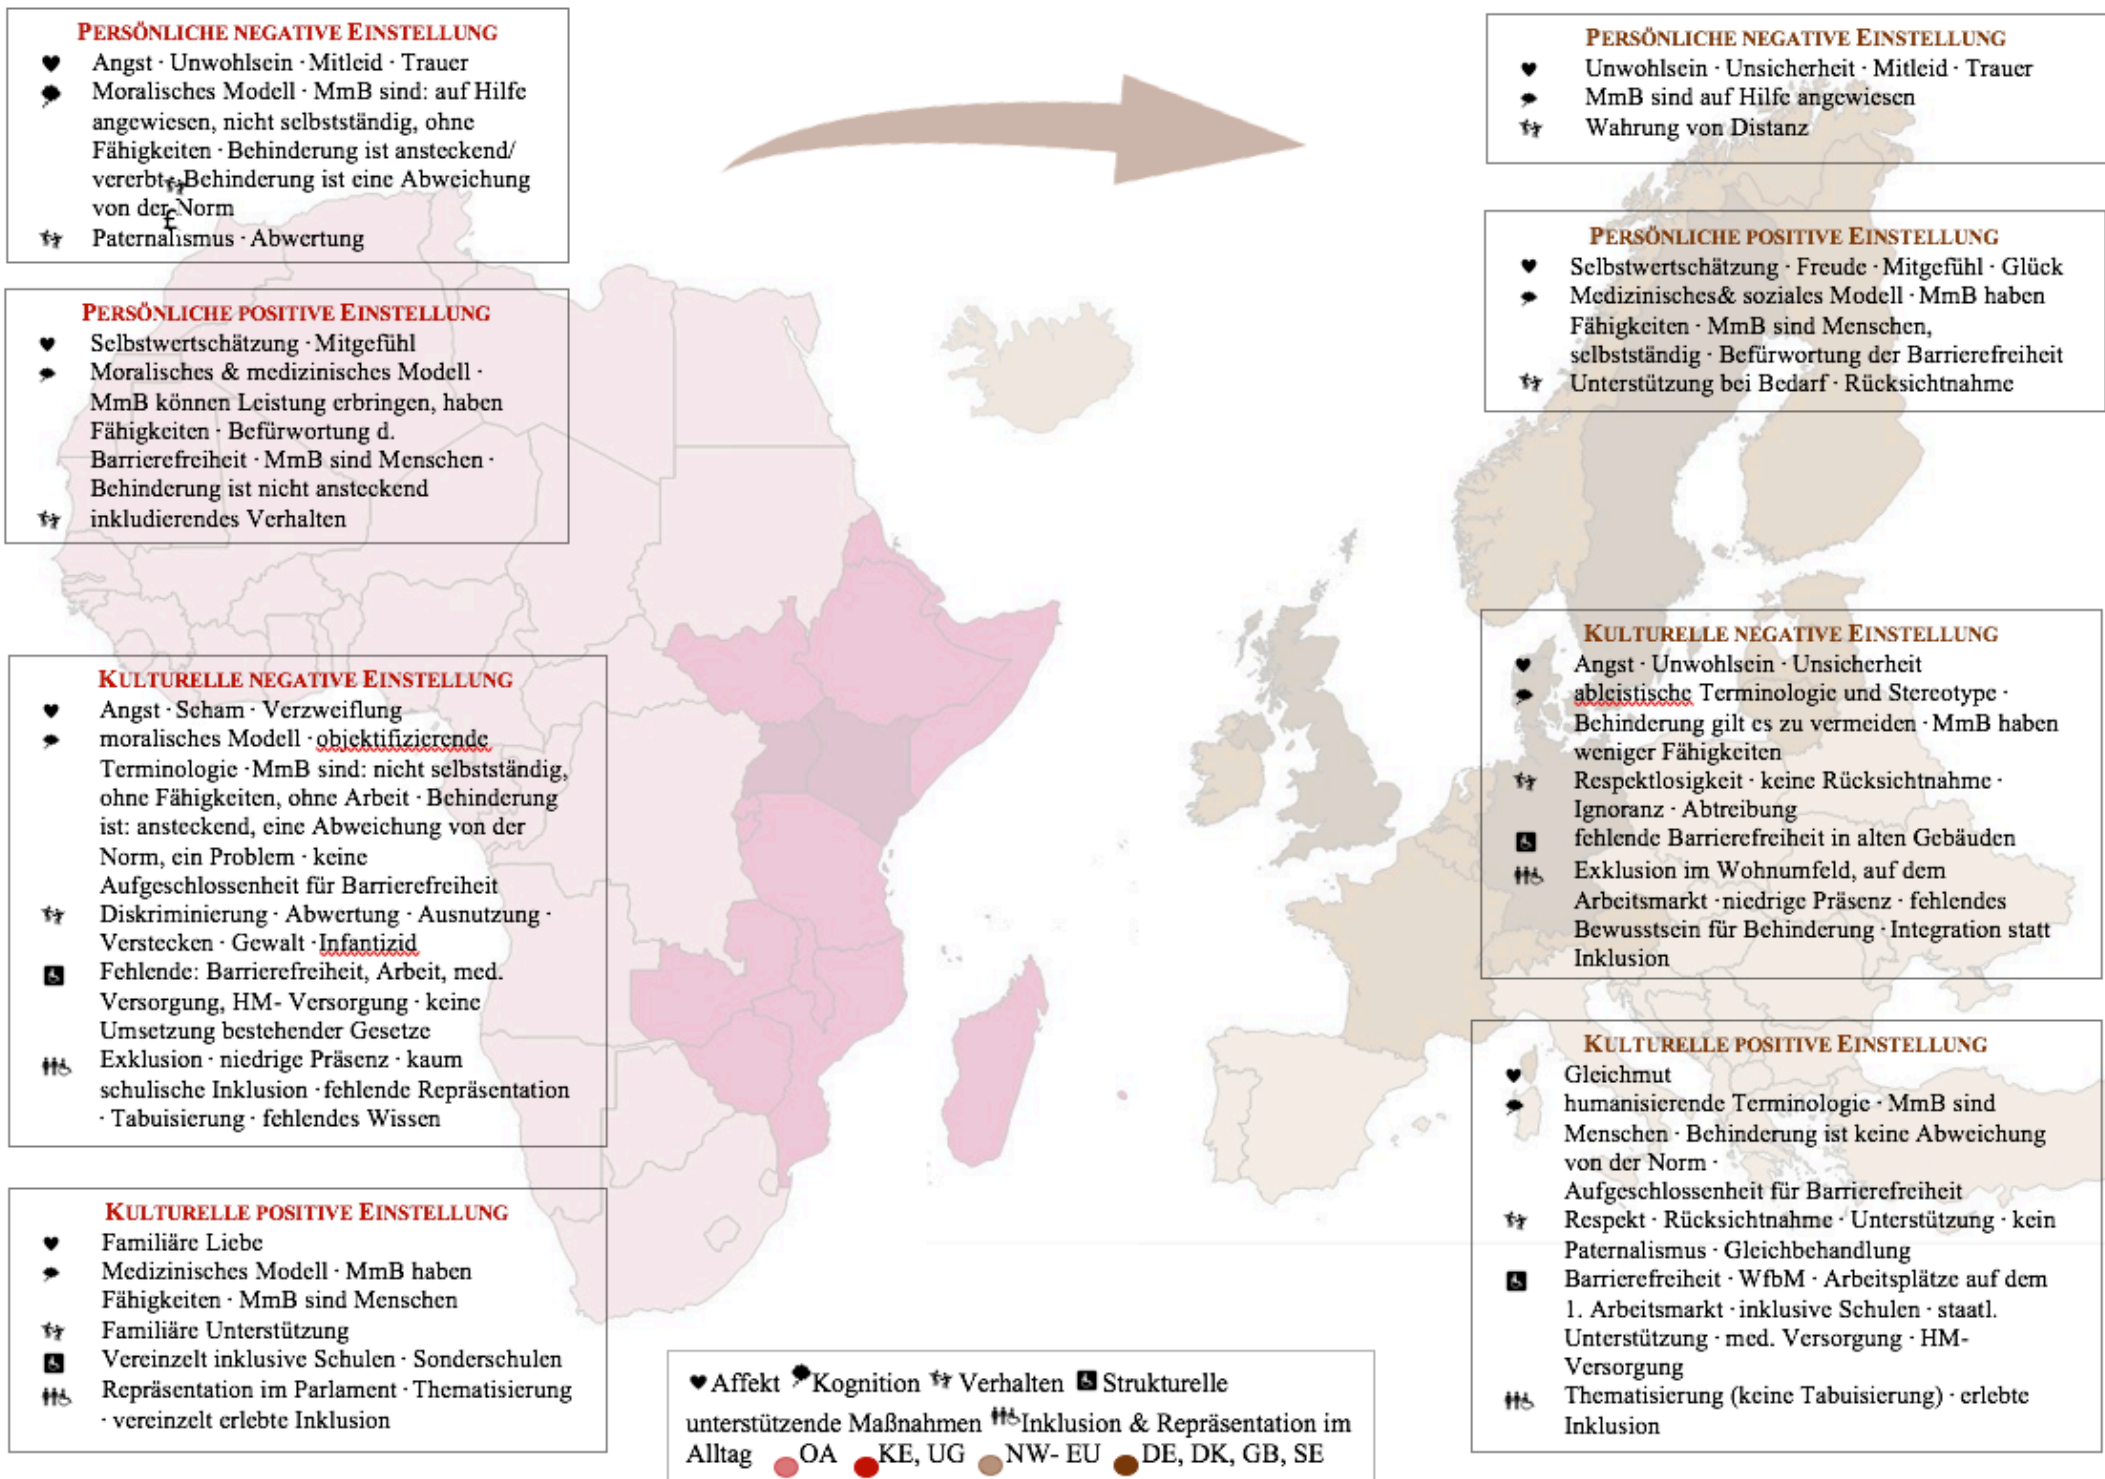 PERSÖNLICHE NEGATIVE EINSTELLUNG
Angst · Unwohlsein · Mitleid · Trauer
Moralisches Modell · MmB sind: auf Hilfe
angewiesen, nicht selbstständig, ohne
Fähigkeiten · Behinderung ist ansteckend/
vererbt · Behinderung ist eine Abweichung
von der Norm
£
Paternalismus · Abwertung
PERSÖNLICHE POSITIVE EINSTELLUNG
Selbstwertschätzung · Mitgefühl
Moralisches & medizinisches Modell ·
MmB können Leistung erbringen, haben
Fähigkeiten · Befürwortung d.
Barrierefreiheit · MmB sind Menschen ·
Behinderung ist nicht ansteckend
inkludierendes Verhalten
KULTURELLE NEGATIVE EINSTELLUNG
Angst · Scham · Verzweiflung
moralisches Modell · objektifizierende
Terminologie · MmB sind: nicht selbstständig,
ohne Fähigkeiten, ohne Arbeit · Behinderung
ist: ansteckend, eine Abweichung von der
Norm, ein Problem · keine
Aufgeschlossenheit für Barrierefreiheit
Diskriminierung · Abwertung · Ausnutzung ·
Verstecken · Gewalt · Infantizid
Fehlende: Barrierefreiheit, Arbeit, med.
Versorgung, HM- Versorgung · keine
Umsetzung bestehender Gesetze
Exklusion · niedrige Präsenz · kaum
schulische Inklusion · fehlende Repräsentation
· Tabuisierung · fehlendes Wissen
KULTURELLE POSITIVE EINSTELLUNG
Familiäre Liebe
Medizinisches Modell · MmB haben
Fähigkeiten · MmB sind Menschen
Familiäre Unterstützung
Vereinzelt inklusive Schulen · Sonderschulen
Repräsentation im Parlament · Thematisierung
· vereinzelt erlebte Inklusion
PERSÖNLICHE NEGATIVE EINSTELLUNG
Unwohlsein · Unsicherheit · Mitleid · Trauer
MmB sind auf Hilfe angewiesen
Wahrung von Distanz
PERSÖNLICHE POSITIVE EINSTELLUNG
Selbstwertschätzung · Freude · Mitgefühl · Glück
Medizinisches& soziales Modell · MmB haben
Fähigkeiten · MmB sind Menschen,
selbstständig · Befürwortung der Barrierefreiheit
Unterstützung bei Bedarf · Rücksichtnahme
KULTURELLE NEGATIVE EINSTELLUNG
Angst · Unwohlsein · Unsicherheit
ableistische Terminologie und Stereotype ·
Behinderung gilt es zu vermeiden · MmB haben
weniger Fähigkeiten
Respektlosigkeit · keine Rücksichtnahme ·
Ignoranz · Abtreibung
fehlende Barrierefreiheit in alten Gebäuden
Exklusion im Wohnumfeld, auf dem
Arbeitsmarkt · niedrige Präsenz · fehlendes
Bewusstsein für Behinderung · Integration statt
Inklusion
KULTURELLE POSITIVE EINSTELLUNG
Gleichmut
humanisierende Terminologie · MmB sind
Menschen · Behinderung ist keine Abweichung
von der Norm ·
Aufgeschlossenheit für Barrierefreiheit
Respekt · Rücksichtnahme · Unterstützung · kein
Paternalismus · Gleichbehandlung
Barrierefreiheit · WfbM · Arbeitsplätze auf dem
1. Arbeitsmarkt · inklusive Schulen · staatl.
Unterstützung · med. Versorgung · HM-
Versorgung
Thematisierung (keine Tabuisierung) · erlebte
Inklusion
Affekt Kognition Verhalten Strukturelle
unterstützende Maßnahmen Inklusion & Repräsentation im
Alltag OA KE, UG NW- EU DE, DK, GB, SE